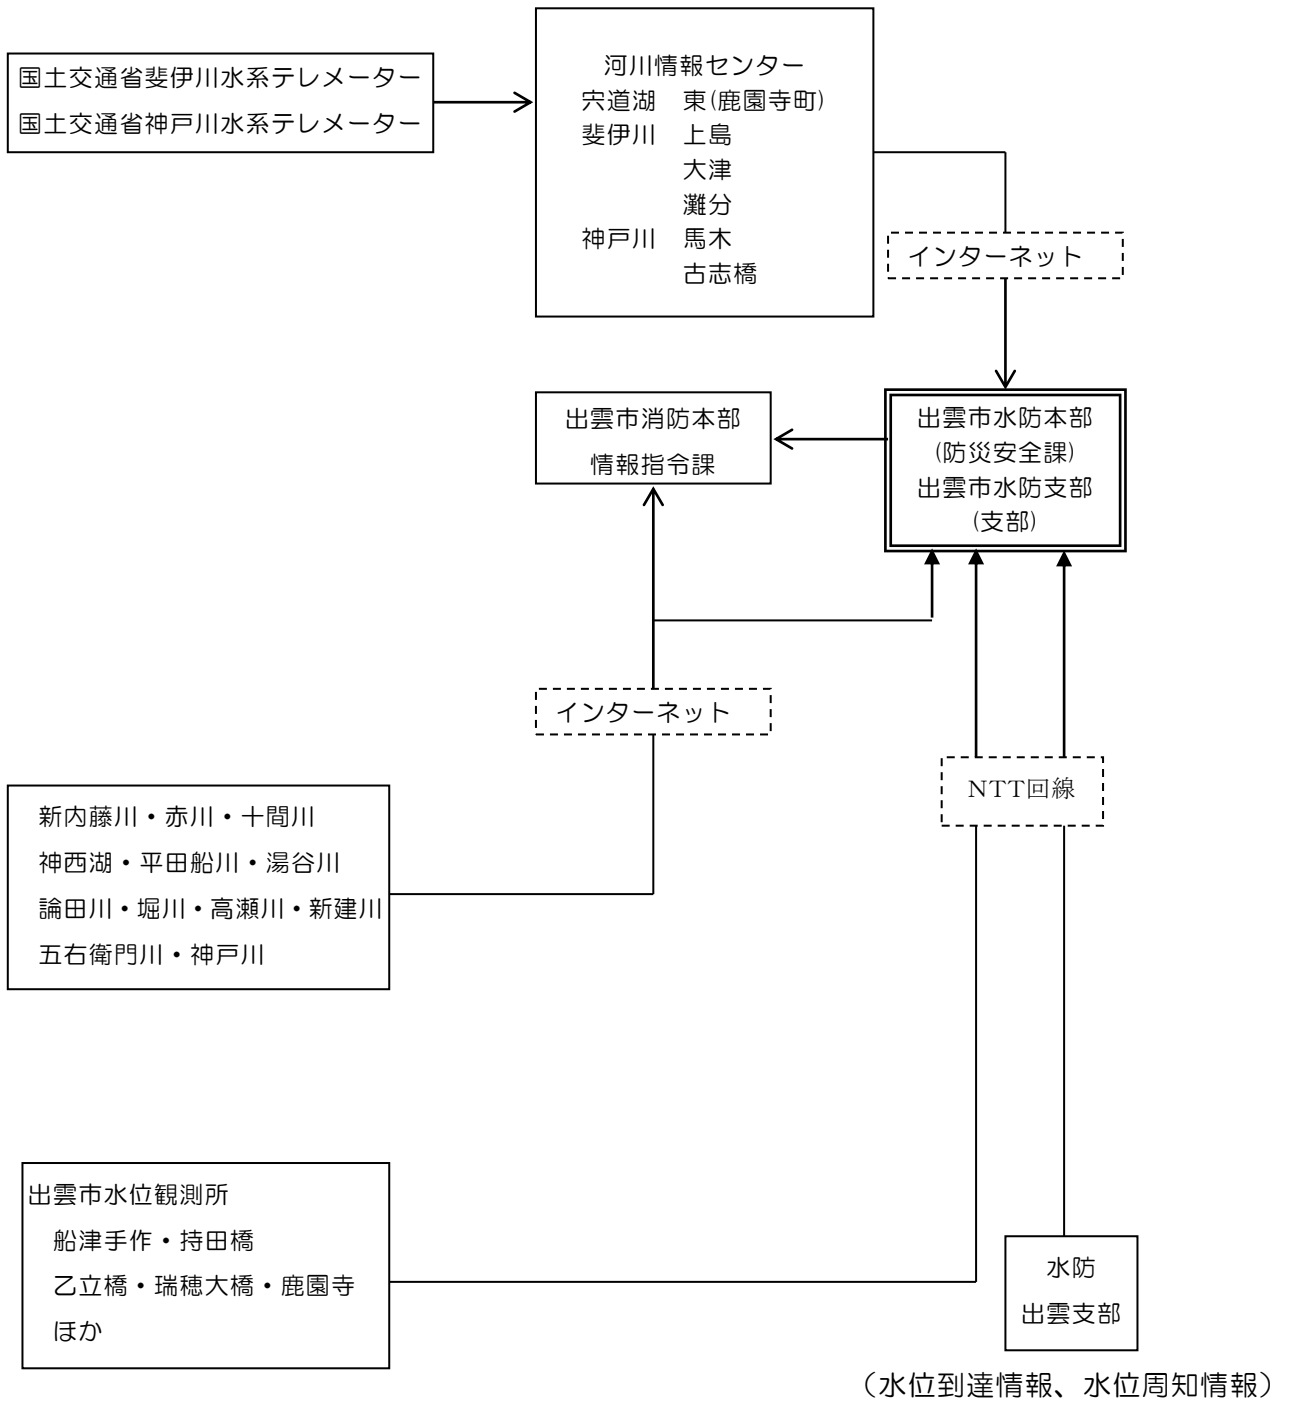 国土交通省斐伊川水系テレメーター
国土交通省神戸川水系テレメーター
河川情報センター
宍道湖　東(鹿園寺町)
斐伊川　上島
大津
灘分
神戸川　馬木
古志橋
インターネット
出雲市消防本部
情報指令課
出雲市水防本部
(防災安全課)
出雲市水防支部
(支部)
インターネット
NTT回線
新内藤川・赤川・十間川
神西湖・平田船川・湯谷川
論田川・堀川・高瀬川・新建川
五右衛門川・神戸川
出雲市水位観測所
船津手作・持田橋
乙立橋・瑞穂大橋・鹿園寺
ほか
水防
出雲支部
（水位到達情報、水位周知情報）